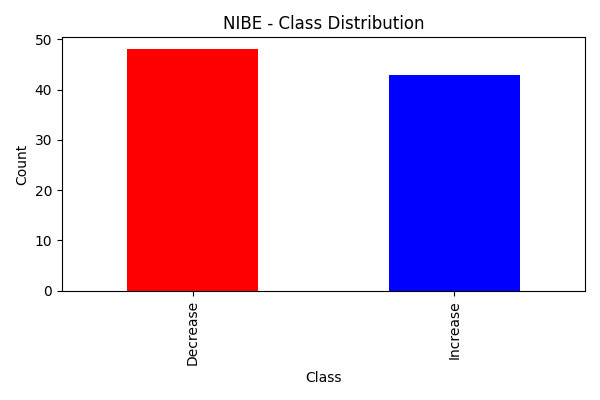 NIBE - Class Distribution
Count
50
40
30
20
10
0
Decrease
Increase
Class